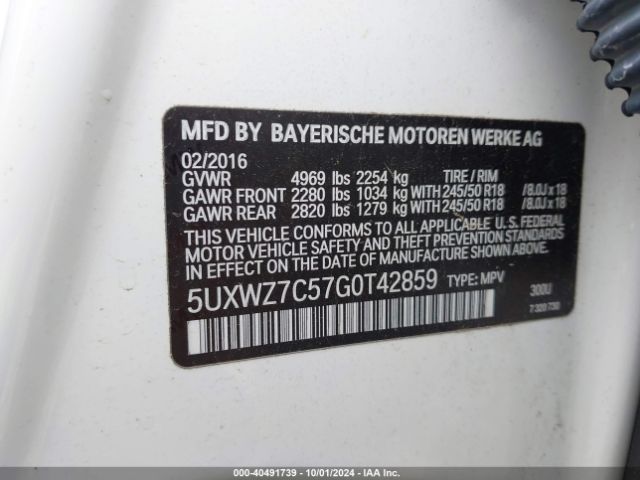 MFD BY BAYERISCHE MOTOREN WERKE AG
02/2016
GVWR 4969 lbs 2254 kg TIRE / RIM
GAWR FRONT 2280 lbs 1034 kg WITH 245/50 R18 /8.0J x 18
GAWR REAR 2820 lbs 1279 kg WITH 245/50 R18 /8.0J x 18
THIS VEHICLE CONFORMS TO ALL APPLICABLE U. S. FEDERAL
MOTOR VEHICLE SAFETY AND THEFT PREVENTION STANDARDS
IN EFFECT ON THE DATE OF MANUFACTURE SHOWN ABOVE.
5UXWZ7C57G0T42859 TYPE: MPV 300U
7 320 730
000-40491739 - 10/01/2024 - IAA Inc.